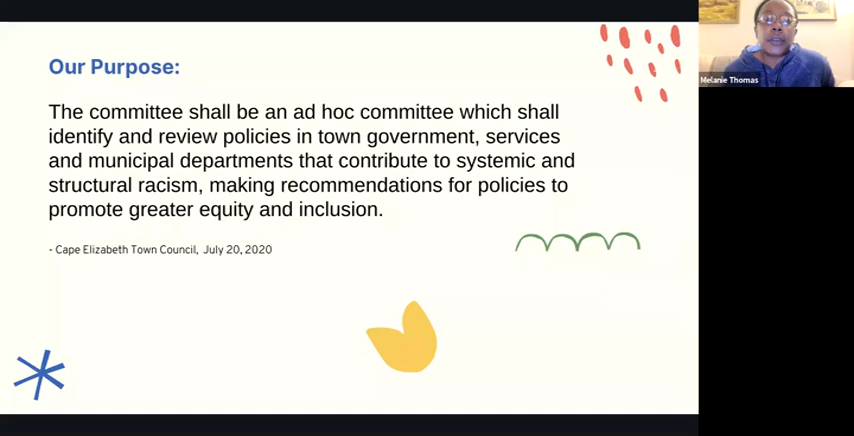 Our Purpose:
The committee shall be an ad hoc committee which shall
identify and review policies in town government, services
and municipal departments that contribute to systemic and
structural racism, making recommendations for policies to
promote greater equity and inclusion.
- Cape Elizabeth Town Council, July 20, 2020
Melanie Thomas